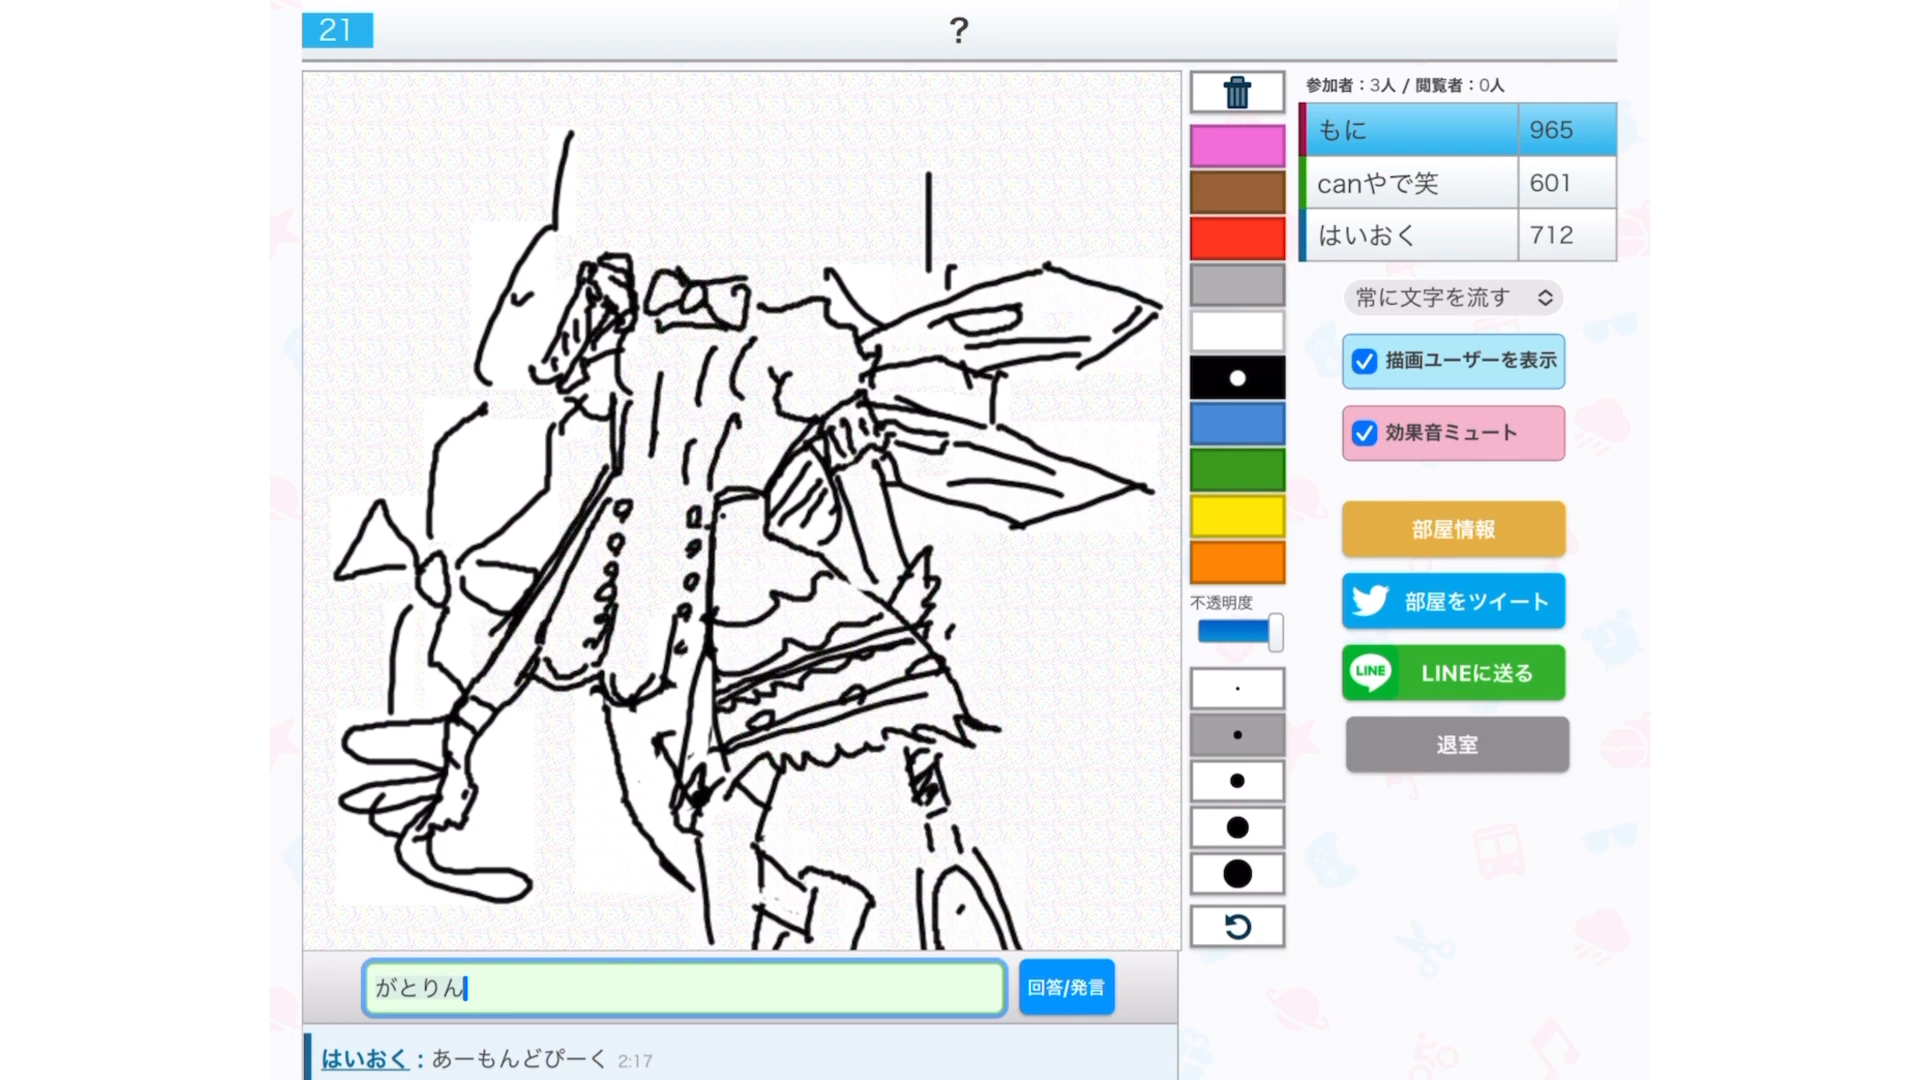 21
?
参加者：3人 / 閲覧者：0人
もに 965
canやで笑 601
はいおく 712
常に文字を流す
描画ユーザーを表示
効果音ミュート
部屋情報
部屋をツイート
LINE LINEに送る
退室
不透明度
がとりん
回答/発言
はいおく：あーもんどぴーく 2:17